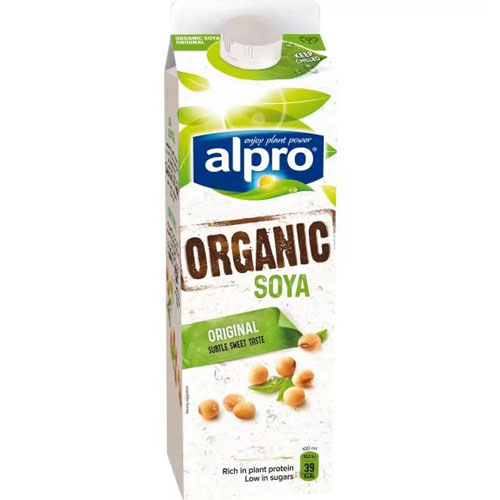 ORGANIC SOYA
ORIGINAL
KEEP
CHILLED
enjoy plant power
alpro®
ORGANIC
SOYA
ORIGINAL
SUBTLE SWEET TASTE
100 ml
39
KCAL
Rich in plant protein
Low in sugars